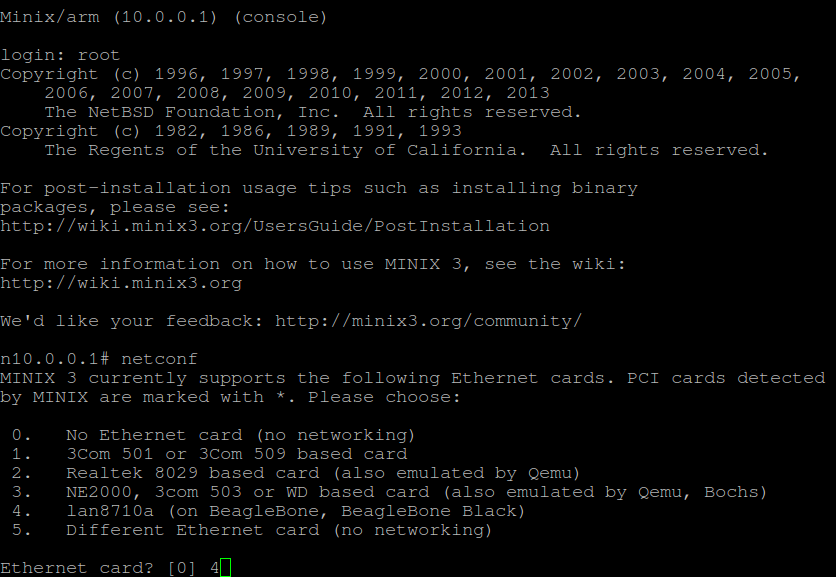 Minix/arm (10.0.0.1) (console)
login: root
Copyright (c) 1996, 1997, 1998, 1999, 2000, 2001, 2002, 2003, 2004, 2005,
    2006, 2007, 2008, 2009, 2010, 2011, 2012, 2013
    The NetBSD Foundation, Inc.  All rights reserved.
Copyright (c) 1982, 1986, 1989, 1991, 1993
    The Regents of the University of California.  All rights reserved.
For post-installation usage tips such as installing binary
packages, please see:
http://wiki.minix3.org/UsersGuide/PostInstallation
For more information on how to use MINIX 3, see the wiki:
http://wiki.minix3.org
We'd like your feedback: http://minix3.org/community/
n10.0.0.1# netconf
MINIX 3 currently supports the following Ethernet cards. PCI cards detected
by MINIX are marked with *. Please choose:
 0.   No Ethernet card (no networking)
 1.   3Com 501 or 3Com 509 based card
 2.   Realtek 8029 based card (also emulated by Qemu)
 3.   NE2000, 3com 503 or WD based card (also emulated by Qemu, Bochs)
 4.   lan8710a (on BeagleBone, BeagleBone Black)
 5.   Different Ethernet card (no networking)
Ethernet card? [0] 4